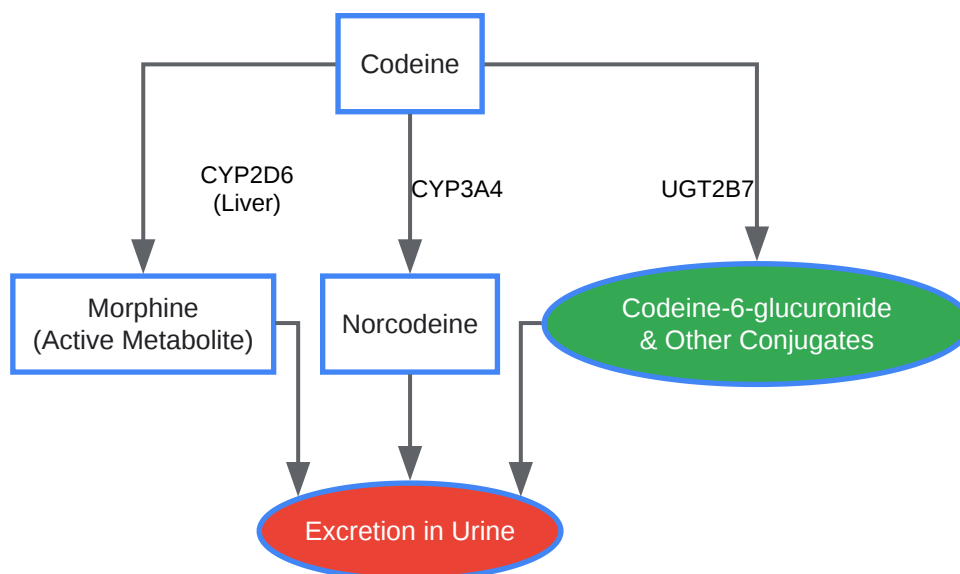 Codeine
CYP2D6
(Liver)
CYP3A4
UGT2B7
Morphine
(Active Metabolite)
Norcodeine
Codeine-6-glucuronide
& Other Conjugates
Excretion in Urine